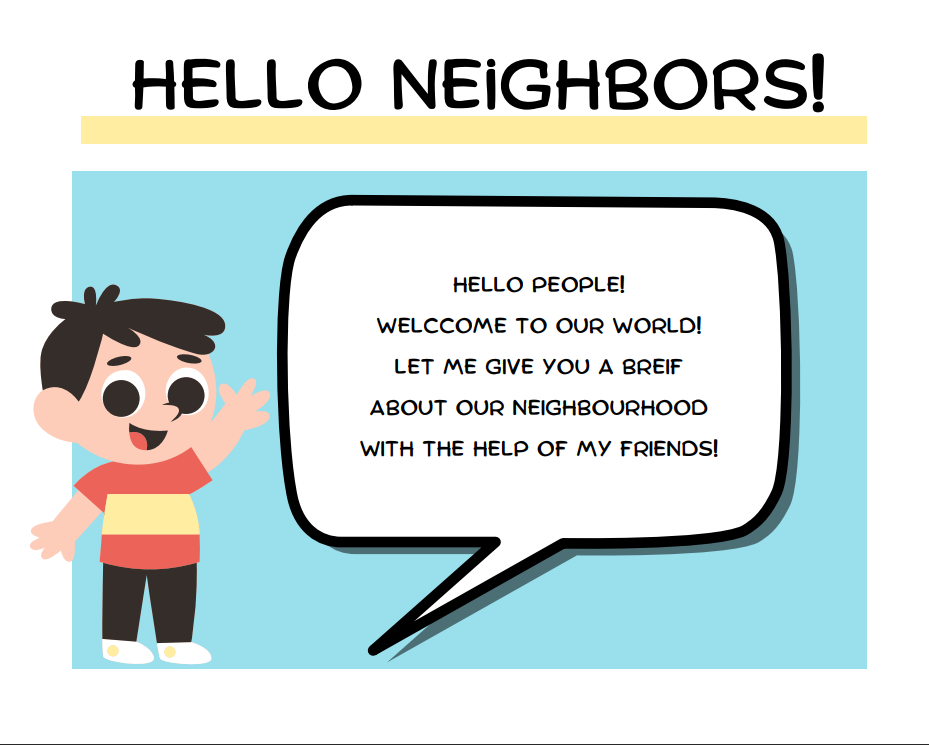 HELLO NEiGHBORS!
HELLO PEOPLE!
WELCCOME TO OUR WORLD!
LET ME GIVE YOU A BREIF
ABOUT OUR NEIGHBOURHOOD
WITH THE HELP OF MY FRIENDS!